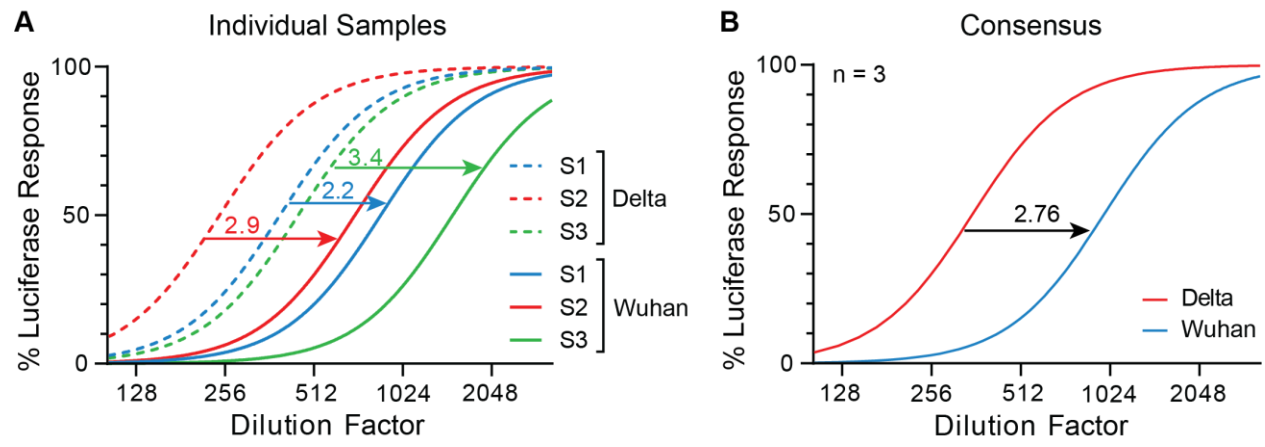 A
Individual Samples
% Luciferase Response
100
50
0
3.4
2.2
2.9
128
256
512
1024
2048
Dilution Factor
S1
S2
S3
Delta
S1
S2
S3
Wuhan
B
Consensus
% Luciferase Response
100
50
0
n = 3
2.76
Delta
Wuhan
128
256
512
1024
2048
Dilution Factor